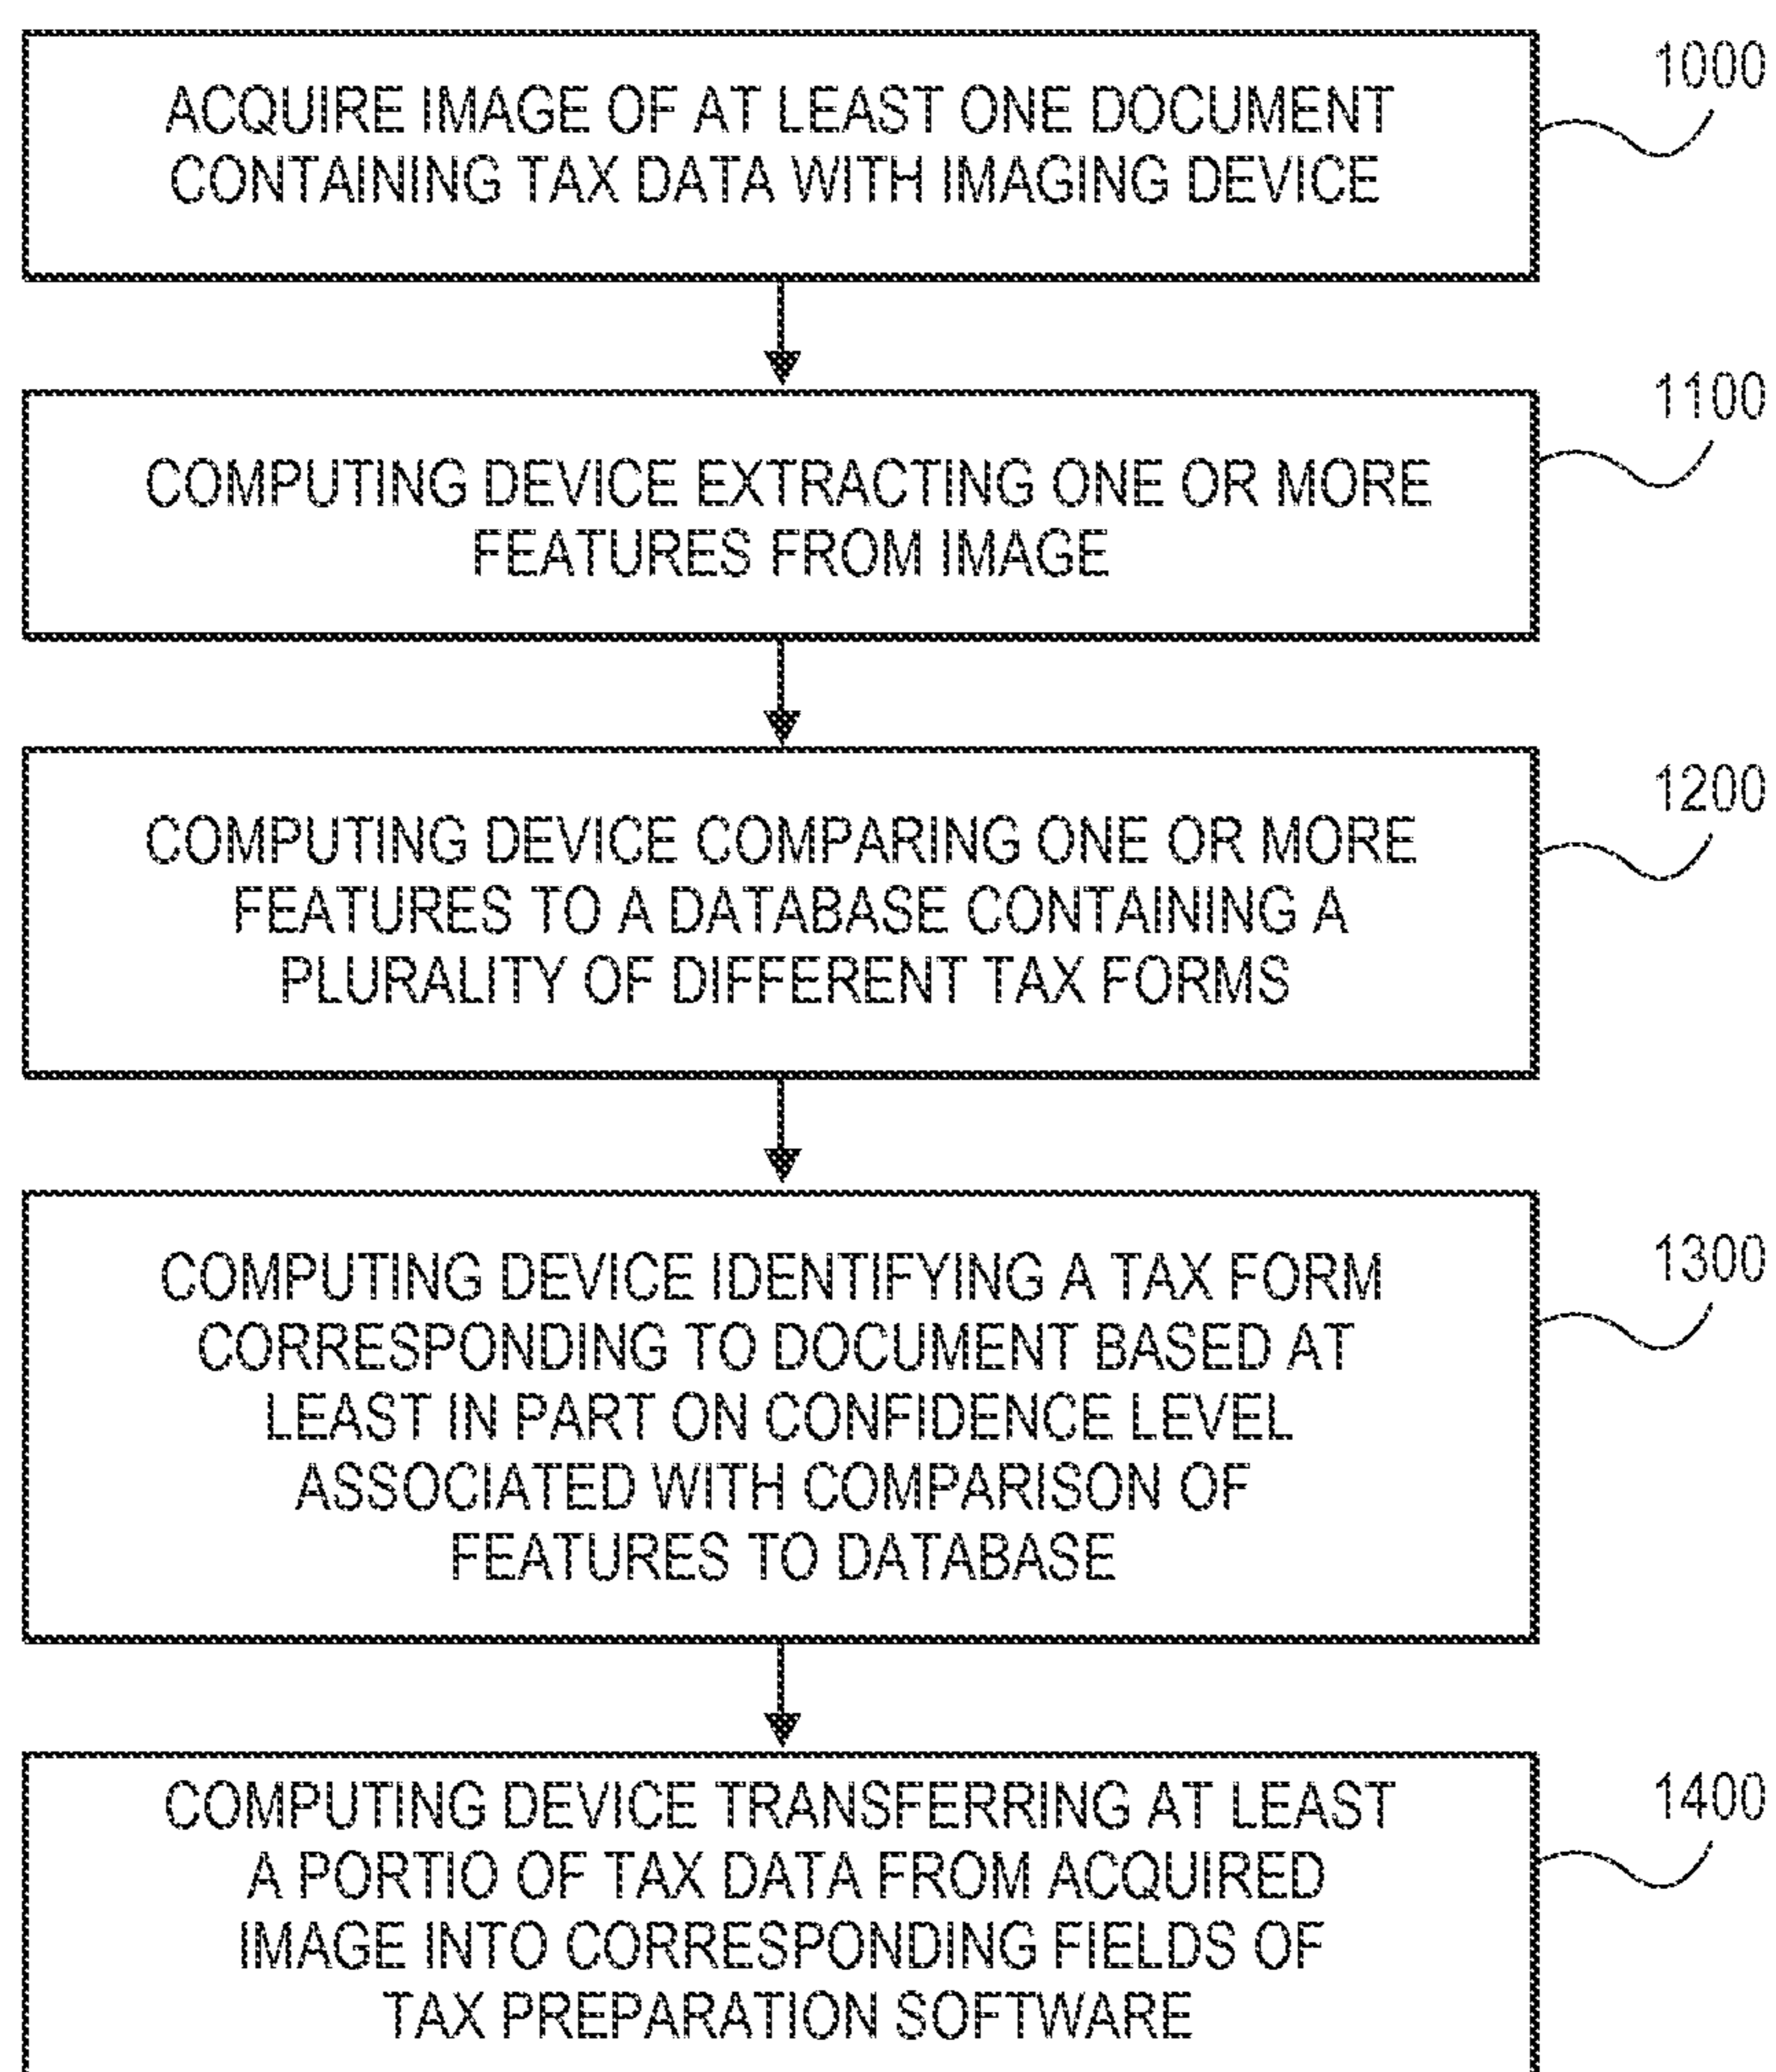 ACQUIRE IMAGE OF AT LEAST ONE DOCUMENT
CONTAINING TAX DATA WITH IMAGING DEVICE
1000
COMPUTING DEVICE EXTRACTING ONE OR MORE
FEATURES FROM IMAGE
1100
COMPUTING DEVICE COMPARING ONE OR MORE
FEATURES TO A DATABASE CONTAINING A
PLURALITY OF DIFFERENT TAX FORMS
1200
COMPUTING DEVICE IDENTIFYING A TAX FORM
CORRESPONDING TO DOCUMENT BASED AT
LEAST IN PART ON CONFIDENCE LEVEL
ASSOCIATED WITH COMPARISON OF
FEATURES TO DATABASE
1300
COMPUTING DEVICE TRANSFERRING AT LEAST
A PORTIO OF TAX DATA FROM ACQUIRED
IMAGE INTO CORRESPONDING FIELDS OF
TAX PREPARATION SOFTWARE
1400